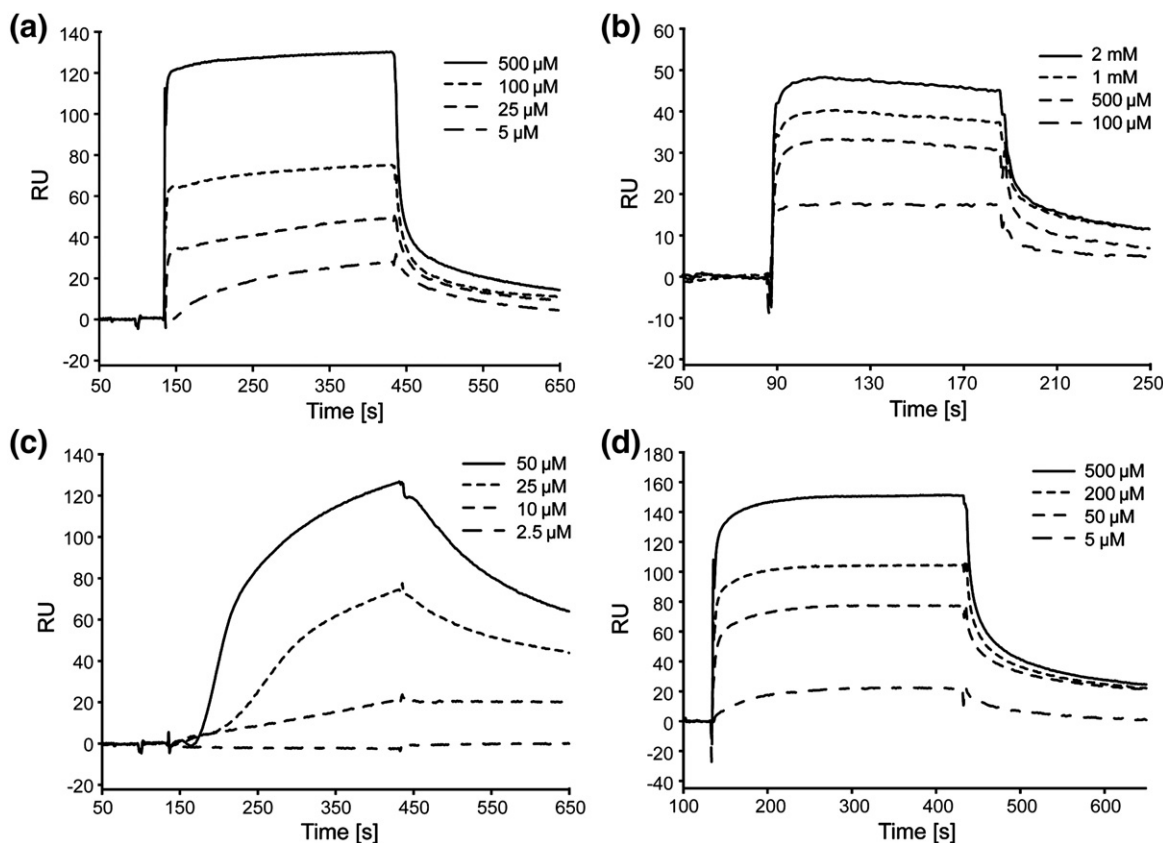 (a)
500 µM
100 µM
25 µM
5 µM
140
120
100
80
60
40
20
0
-20
RU
50 150 250 350 450 550 650
Time [s]
(b)
2 mM
1 mM
500 µM
100 µM
60
50
40
30
20
10
0
-10
20
RU
50 90 130 170 210 250
Time [s]
(c)
50 µM
25 µM
10 µM
2.5 µM
140
120
100
80
60
40
20
0
-20
RU
50 150 250 350 450 550 650
Time [s]
(d)
500 µM
200 µM
50 µM
5 µM
180
160
140
120
100
80
60
40
20
0
-20
-40
RU
100 200 300 400 500 600
Time [s]